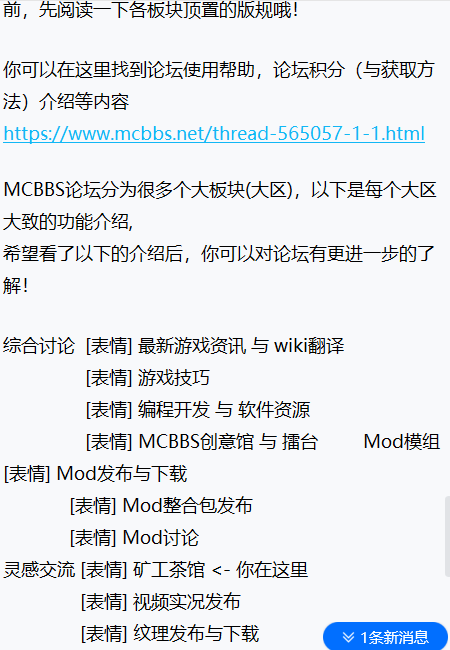 前，先阅读一下各板块顶置的版规哦！
你可以在这里找到论坛使用帮助，论坛积分（与获取方
法）介绍等内容
https://www.mcbbs.net/thread-565057-1-1.html
MCBBS论坛分为很多个大板块(大区)，以下是每个大区
大致的功能介绍,
希望看了以下的介绍后，你可以对论坛有更进一步的了
解！
综合讨论 [表情] 最新游戏资讯 与 wiki翻译
[表情] 游戏技巧
[表情] 编程开发 与 软件资源
[表情] MCBBS创意馆 与 擂台 Mod模组
[表情] Mod发布与下载
[表情] Mod整合包发布
[表情] Mod讨论
灵感交流 [表情] 矿工茶馆 <- 你在这里
[表情] 视频实况发布
[表情] 纹理发布与下载
1条新消息